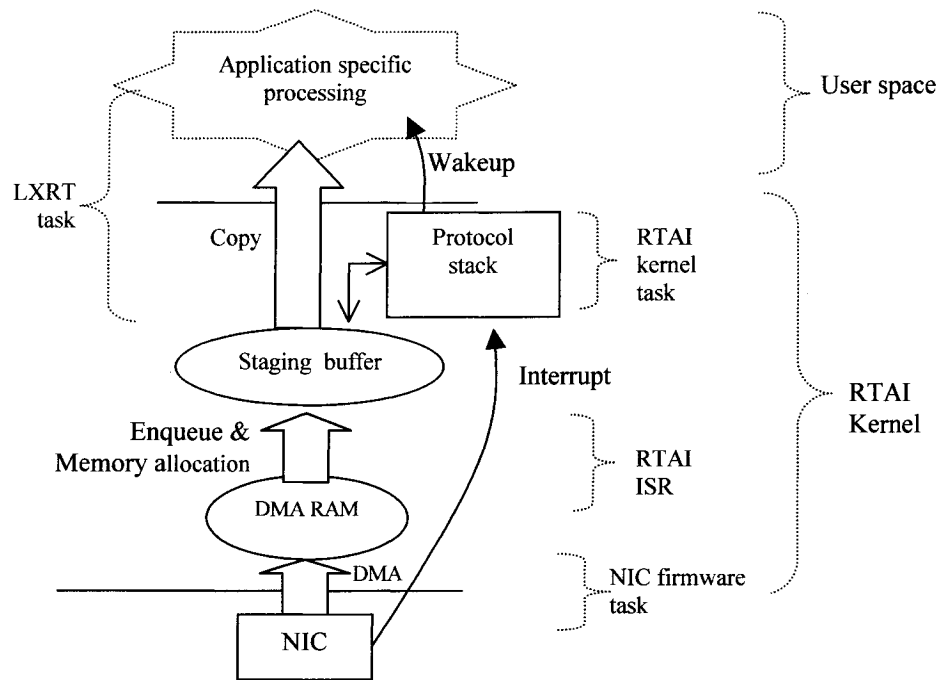 Application specific
processing
User space
Wakeup
LXRT
task
Copy
Protocol
stack
RTAI
kernel
task
Staging buffer
Interrupt
RTAI
Kernel
Enqueue &
Memory allocation
RTAI
ISR
DMA RAM
DMA
NIC firmware
task
NIC